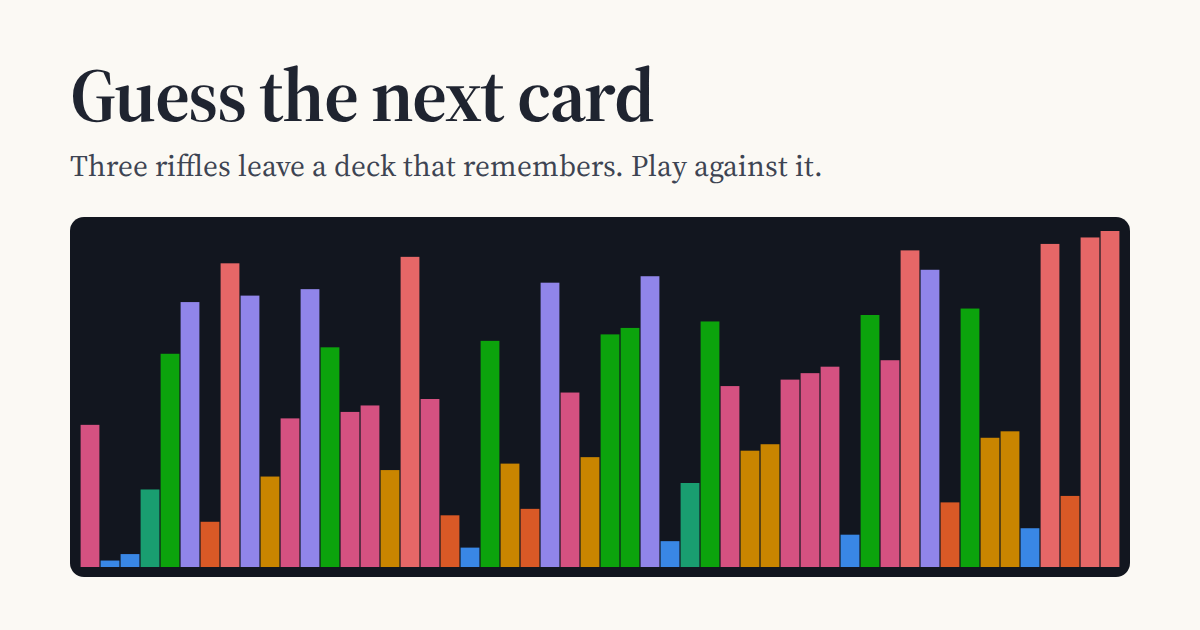 Guess the next card
Three riffles leave a deck that remembers. Play against it.